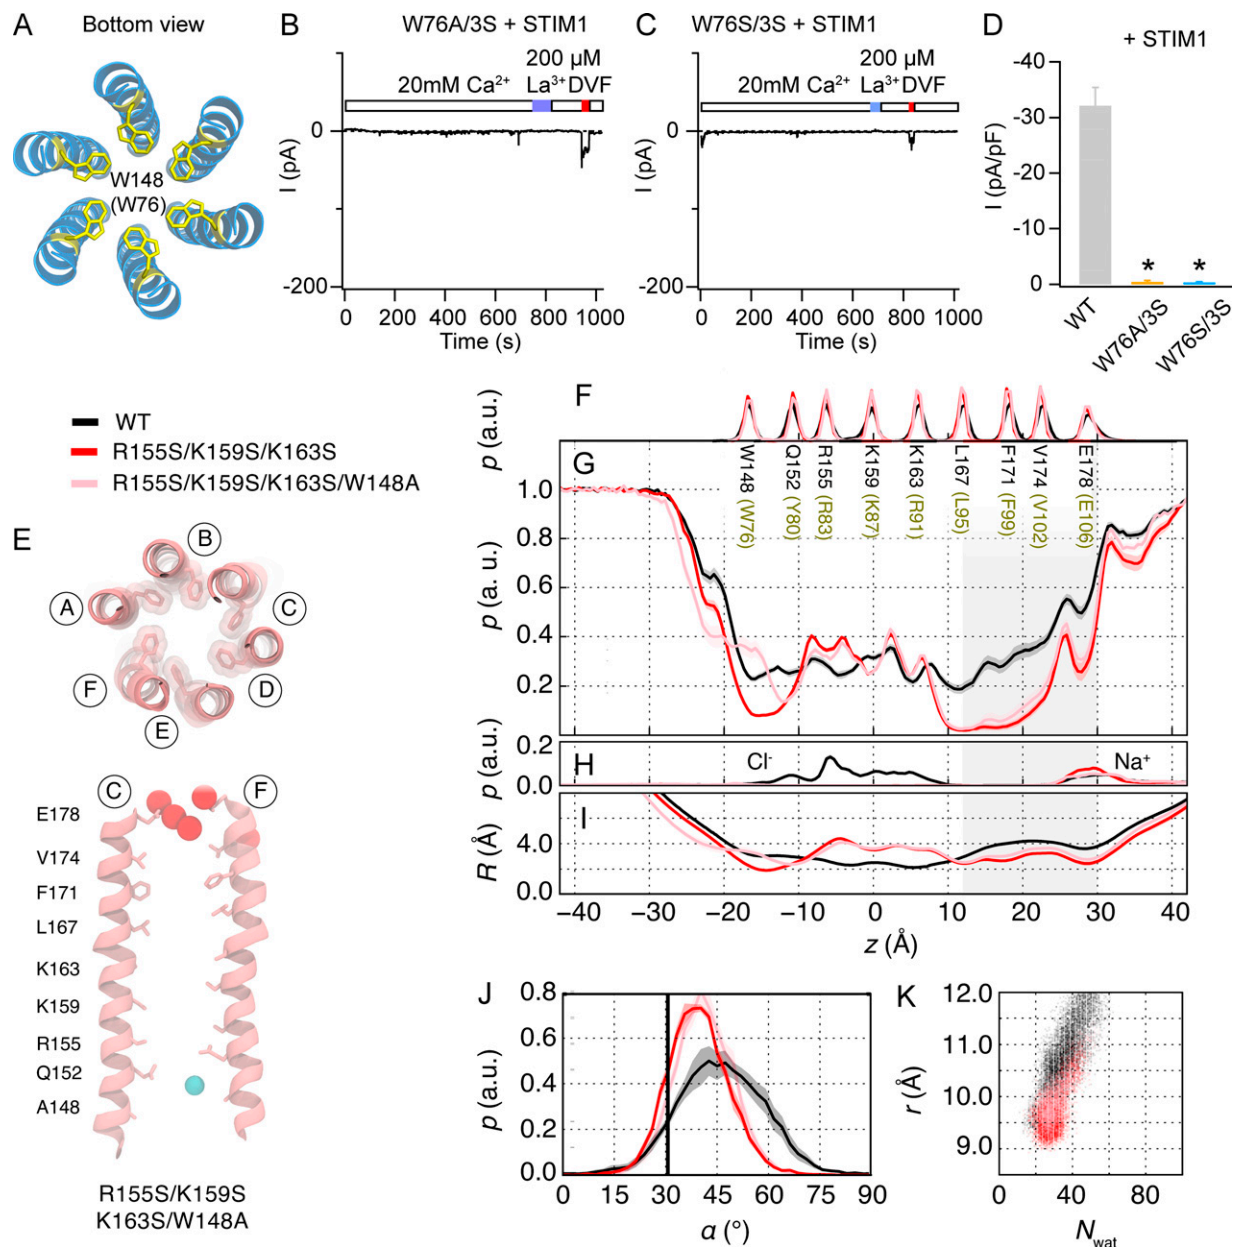 A
Bottom view
W148
(W76)
B
W76A/3S + STIM1
200 µM
20mM Ca²⁺
La³⁺ DVF
I (pA)
0
-200
0 200 400 600 800 1000
Time (s)
C
W76S/3S + STIM1
200 µM
20mM Ca²⁺
La³⁺ DVF
I (pA)
0
-200
0 200 400 600 800 1000
Time (s)
D
+ STIM1
I (pA/pF)
-40
-30
-20
-10
0
* *
WT
W76A/3S
W76S/3S
WT
R155S/K159S/K163S
R155S/K159S/K163S/W148A
E
B
A
C
F
D
E
C
F
E178
V174
F171
L167
K163
K159
R155
Q152
A148
R155S/K159S
K163S/W148A
F
p (a.u.)
G
W148 (W76)
Q152 (Y80)
R155 (R83)
K159 (K87)
K163 (R91)
L167 (L95)
F171 (F99)
V174 (V102)
E178 (E106)
p (a. u.)
1.0
0.8
0.6
0.4
0.2
H
p (a.u.)
0.2
0.0
Cl⁻
Na⁺
I
R (Å)
4.0
0.0
−40 −30 −20 −10 0 10 20 30 40
z (Å)
J
p (a.u.)
0.8
0.6
0.4
0.2
0.0
0 15 30 45 60 75 90
α (°)
K
r (Å)
12.0
11.0
10.0
9.0
0 40 80
Nwat